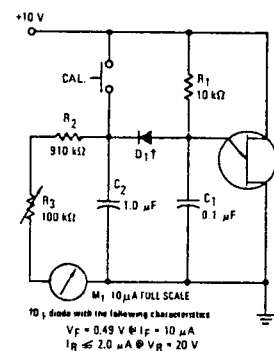 +10 V
CAL.
R1
10 kΩ
R2
910 kΩ
D1†
R3
100 kΩ
C2
1.0 μF
C1
0.1 μF
M1 10 μA FULL SCALE
†D1 diode with the following characteristics
VF = 0.49 V @ IF = 10 μA
IR ≤ 2.0 μA @ VR = 20 V